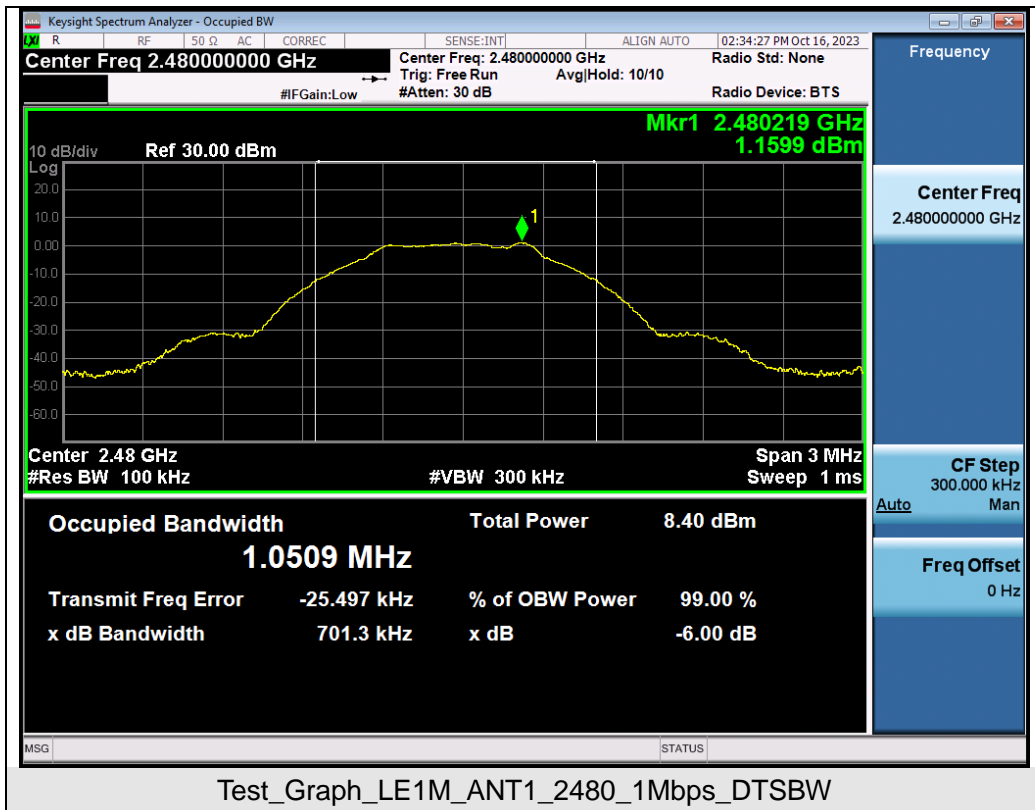 Keysight Spectrum Analyzer - Occupied BW
LXI R RF 50 Ω AC CORREC SENSE:INT ALIGN AUTO 02:34:27 PM Oct 16, 2023
Center Freq 2.480000000 GHz
Center Freq: 2.480000000 GHz Radio Std: None
Trig: Free Run Avg|Hold: 10/10
#IFGain:Low #Atten: 30 dB Radio Device: BTS
Mkr1 2.480219 GHz
1.1599 dBm
10 dB/div Ref 30.00 dBm
Log
20.0
10.0
0.00
-10.0
-20.0
-30.0
-40.0
-50.0
-60.0
1
Center 2.48 GHz Span 3 MHz
#Res BW 100 kHz #VBW 300 kHz Sweep 1 ms
Occupied Bandwidth Total Power 8.40 dBm
1.0509 MHz
Transmit Freq Error -25.497 kHz % of OBW Power 99.00 %
x dB Bandwidth 701.3 kHz x dB -6.00 dB
Frequency
Center Freq
2.480000000 GHz
CF Step
300.000 kHz
Auto Man
Freq Offset
0 Hz
MSG STATUS
Test_Graph_LE1M_ANT1_2480_1Mbps_DTSBW